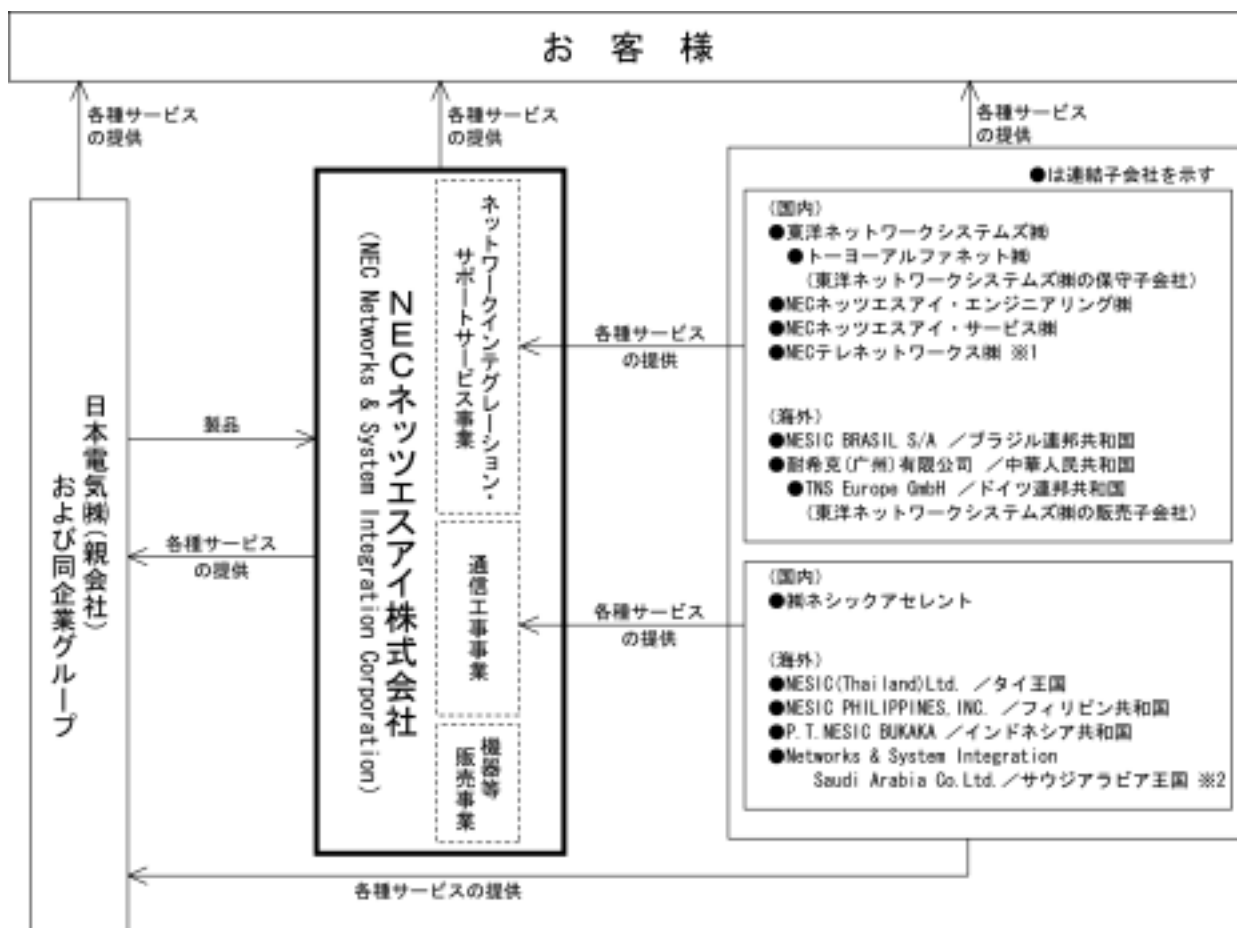 お客様
各種サービス
の提供
各種サービス
の提供
各種サービス
の提供
日本電気㈱(親会社)
および同企業グループ
製品
各種サービス
の提供
NECネッツエスアイ株式会社
(NEC Networks & System Integration Corporation)
ネットワークインテグレーション・
サポートサービス事業
通信工事事業
機器等
販売事業
各種サービス
の提供
各種サービス
の提供
●は連結子会社を示す
(国内)
●東洋ネットワークシステムズ㈱
●トーヨーアルファネット㈱
(東洋ネットワークシステムズ㈱の保守子会社)
●NECネッツエスアイ・エンジニアリング㈱
●NECネッツエスアイ・サービス㈱
●NECテレネットワークス㈱ ※1
(海外)
●NESIC BRASIL S/A /ブラジル連邦共和国
●耐希克(广州)有限公司 /中華人民共和国
●TNS Europe GmbH /ドイツ連邦共和国
(東洋ネットワークシステムズ㈱の販売子会社)
(国内)
●㈱ネシックアセレント
(海外)
●NESIC(Thailand)Ltd. /タイ王国
●NESIC PHILIPPINES,INC. /フィリピン共和国
●P.T.NESIC BUKAKA /インドネシア共和国
●Networks & System Integration
Saudi Arabia Co.Ltd./サウジアラビア王国 ※2
各種サービスの提供